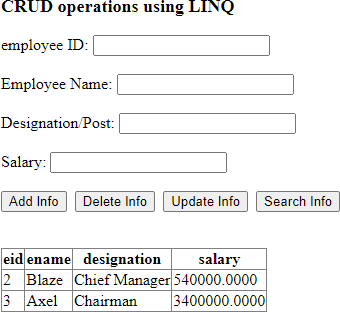 CRUD operations using LINQ
employee ID:
Employee Name:
Designation/Post:
Salary:
Add Info Delete Info Update Info Search Info
eid ename designation salary
2 Blaze Chief Manager 540000.0000
3 Axel Chairman 3400000.0000